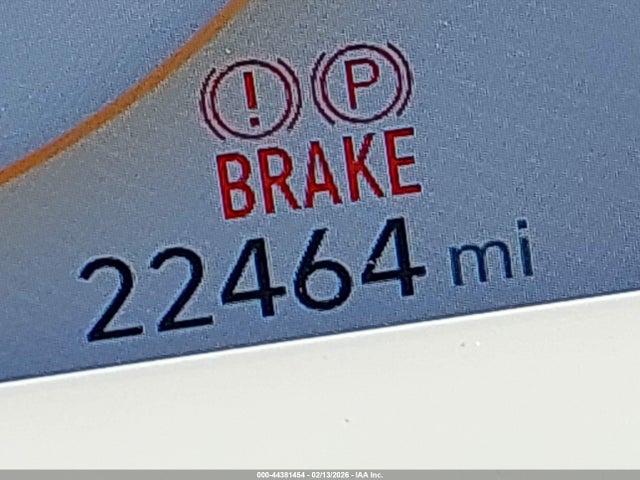 ! P
BRAKE
22464 mi
000-44381454 - 02/13/2026 - IAA Inc.